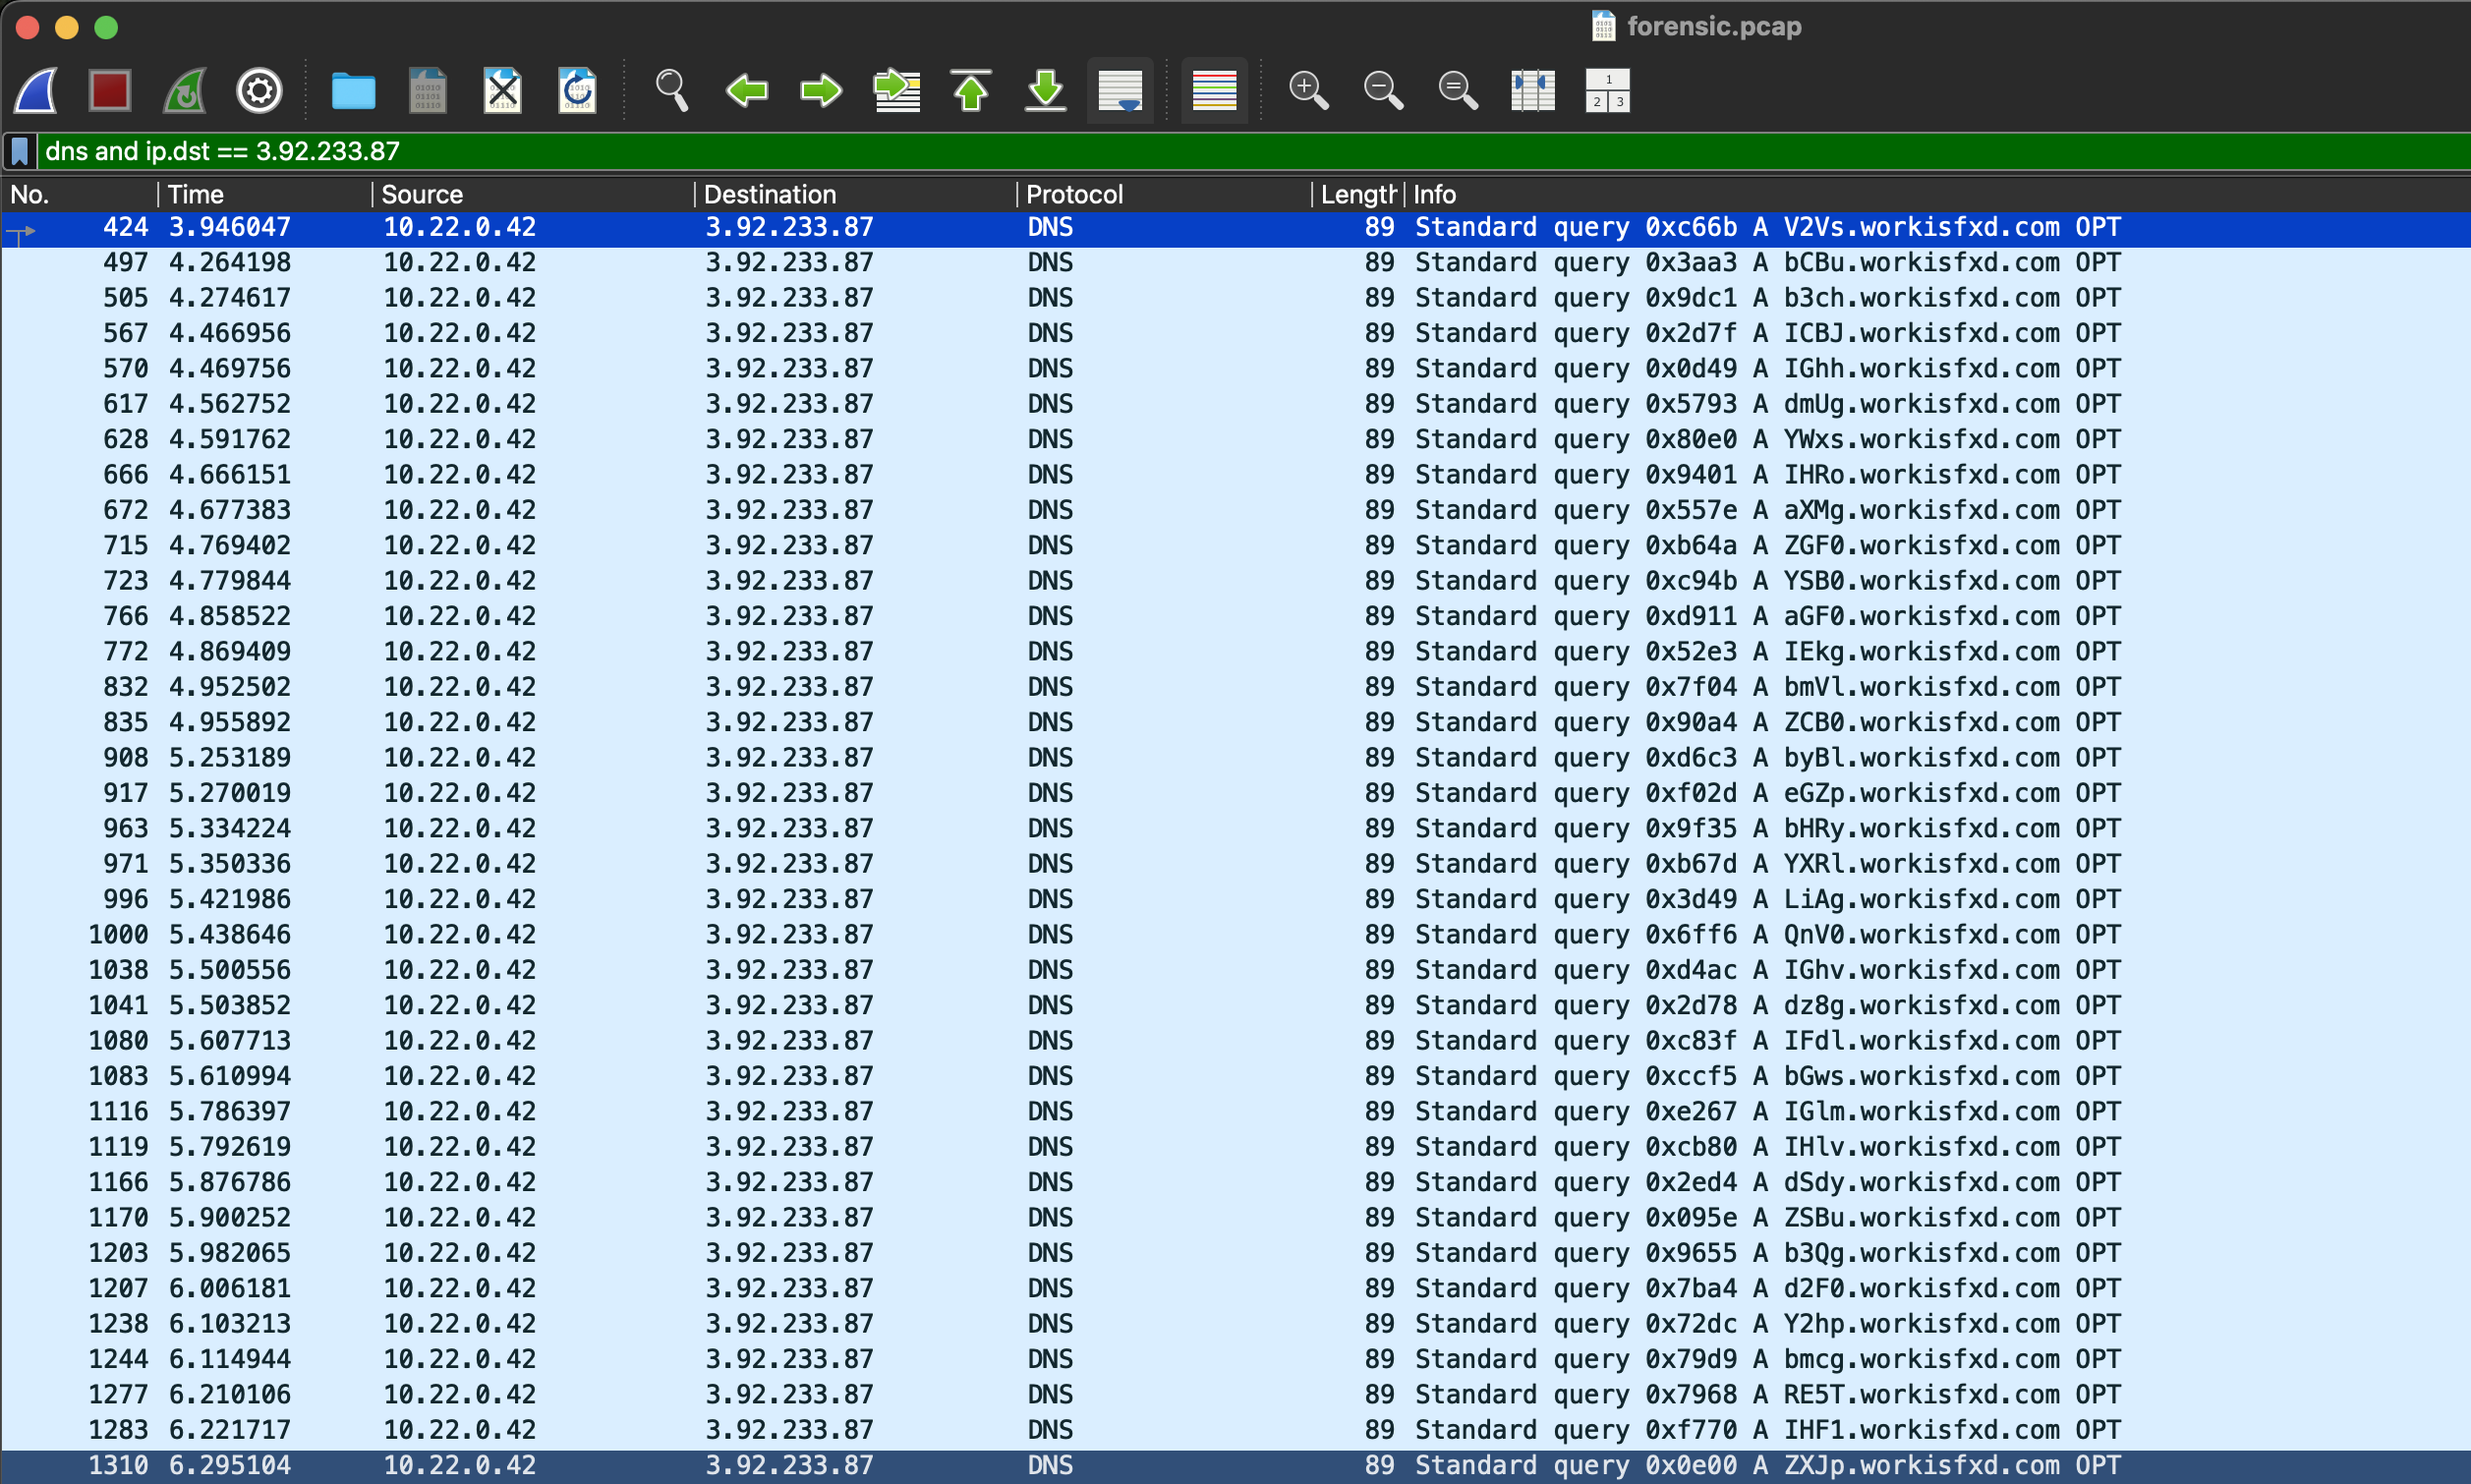 forensic.pcap
dns and ip.dst == 3.92.233.87
No. Time Source Destination Protocol Length Info
424 3.946047 10.22.0.42 3.92.233.87 DNS 89 Standard query 0xc66b A V2Vs.workisfxd.com OPT
497 4.264198 10.22.0.42 3.92.233.87 DNS 89 Standard query 0x3aa3 A bCBu.workisfxd.com OPT
505 4.274617 10.22.0.42 3.92.233.87 DNS 89 Standard query 0x9dc1 A b3ch.workisfxd.com OPT
567 4.466956 10.22.0.42 3.92.233.87 DNS 89 Standard query 0x2d7f A ICBJ.workisfxd.com OPT
570 4.469756 10.22.0.42 3.92.233.87 DNS 89 Standard query 0x0d49 A IGhh.workisfxd.com OPT
617 4.562752 10.22.0.42 3.92.233.87 DNS 89 Standard query 0x5793 A dmUg.workisfxd.com OPT
628 4.591762 10.22.0.42 3.92.233.87 DNS 89 Standard query 0x80e0 A YWxs.workisfxd.com OPT
666 4.666151 10.22.0.42 3.92.233.87 DNS 89 Standard query 0x9401 A IHRo.workisfxd.com OPT
672 4.677383 10.22.0.42 3.92.233.87 DNS 89 Standard query 0x557e A aXMg.workisfxd.com OPT
715 4.769402 10.22.0.42 3.92.233.87 DNS 89 Standard query 0xb64a A ZGF0.workisfxd.com OPT
723 4.779844 10.22.0.42 3.92.233.87 DNS 89 Standard query 0xc94b A YSB0.workisfxd.com OPT
766 4.858522 10.22.0.42 3.92.233.87 DNS 89 Standard query 0xd911 A aGF0.workisfxd.com OPT
772 4.869409 10.22.0.42 3.92.233.87 DNS 89 Standard query 0x52e3 A IEkg.workisfxd.com OPT
832 4.952502 10.22.0.42 3.92.233.87 DNS 89 Standard query 0x7f04 A bmVl.workisfxd.com OPT
835 4.955892 10.22.0.42 3.92.233.87 DNS 89 Standard query 0x90a4 A ZCB0.workisfxd.com OPT
908 5.253189 10.22.0.42 3.92.233.87 DNS 89 Standard query 0xd6c3 A byBl.workisfxd.com OPT
917 5.270019 10.22.0.42 3.92.233.87 DNS 89 Standard query 0xf02d A eGZp.workisfxd.com OPT
963 5.334224 10.22.0.42 3.92.233.87 DNS 89 Standard query 0x9f35 A bHRy.workisfxd.com OPT
971 5.350336 10.22.0.42 3.92.233.87 DNS 89 Standard query 0xb67d A YXRl.workisfxd.com OPT
996 5.421986 10.22.0.42 3.92.233.87 DNS 89 Standard query 0x3d49 A LiAg.workisfxd.com OPT
1000 5.438646 10.22.0.42 3.92.233.87 DNS 89 Standard query 0x6ff6 A QnV0.workisfxd.com OPT
1038 5.500556 10.22.0.42 3.92.233.87 DNS 89 Standard query 0xd4ac A IGhv.workisfxd.com OPT
1041 5.503852 10.22.0.42 3.92.233.87 DNS 89 Standard query 0x2d78 A dz8g.workisfxd.com OPT
1080 5.607713 10.22.0.42 3.92.233.87 DNS 89 Standard query 0xc83f A IFdl.workisfxd.com OPT
1083 5.610994 10.22.0.42 3.92.233.87 DNS 89 Standard query 0xccf5 A bGws.workisfxd.com OPT
1116 5.786397 10.22.0.42 3.92.233.87 DNS 89 Standard query 0xe267 A IGlm.workisfxd.com OPT
1119 5.792619 10.22.0.42 3.92.233.87 DNS 89 Standard query 0xcb80 A IHlv.workisfxd.com OPT
1166 5.876786 10.22.0.42 3.92.233.87 DNS 89 Standard query 0x2ed4 A dSdy.workisfxd.com OPT
1170 5.900252 10.22.0.42 3.92.233.87 DNS 89 Standard query 0x095e A ZSBu.workisfxd.com OPT
1203 5.982065 10.22.0.42 3.92.233.87 DNS 89 Standard query 0x9655 A b3Qg.workisfxd.com OPT
1207 6.006181 10.22.0.42 3.92.233.87 DNS 89 Standard query 0x7ba4 A d2F0.workisfxd.com OPT
1238 6.103213 10.22.0.42 3.92.233.87 DNS 89 Standard query 0x72dc A Y2hp.workisfxd.com OPT
1244 6.114944 10.22.0.42 3.92.233.87 DNS 89 Standard query 0x79d9 A bmcg.workisfxd.com OPT
1277 6.210106 10.22.0.42 3.92.233.87 DNS 89 Standard query 0x7968 A RE5T.workisfxd.com OPT
1283 6.221717 10.22.0.42 3.92.233.87 DNS 89 Standard query 0xf770 A IHF1.workisfxd.com OPT
1310 6.295104 10.22.0.42 3.92.233.87 DNS 89 Standard query 0x0e00 A ZXJp.workisfxd.com OPT